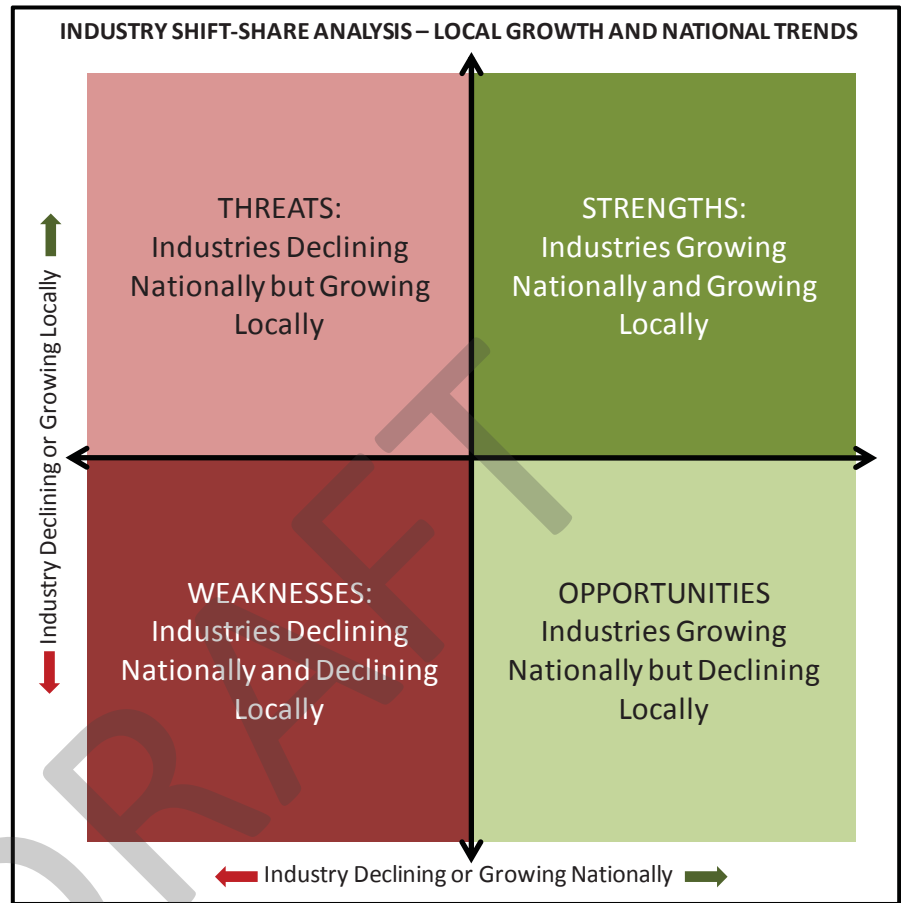 INDUSTRY SHIFT-SHARE ANALYSIS – LOCAL GROWTH AND NATIONAL TRENDS
THREATS:
Industries Declining
Nationally but Growing
Locally
STRENGTHS:
Industries Growing
Nationally and Growing
Locally
Industry Declining or Growing Locally
WEAKNESSES:
Industries Declining
Nationally and Declining
Locally
OPPORTUNITIES
Industries Growing
Nationally but Declining
Locally
Industry Declining or Growing Nationally
DRAFT